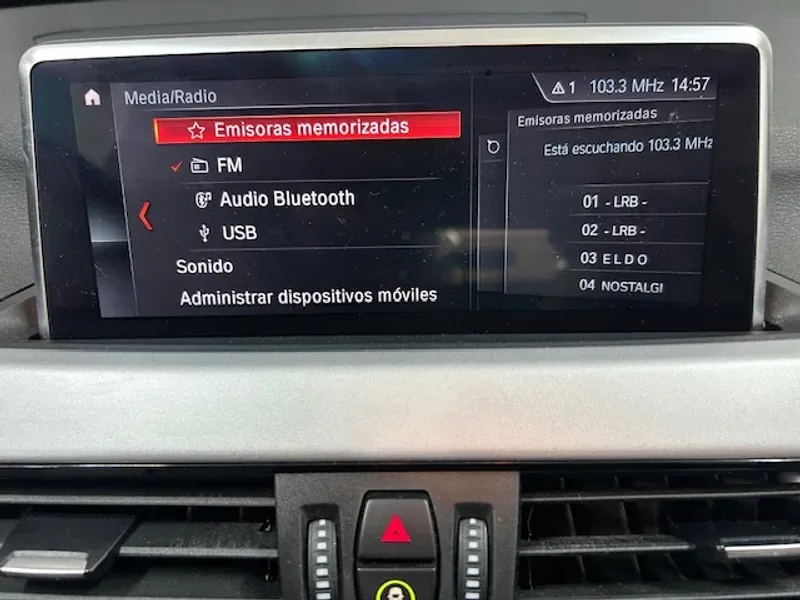 Media/Radio
1 103.3 MHz 14:57
Emisoras memorizadas
FM
Audio Bluetooth
USB
Sonido
Administrar dispositivos móviles
Emisoras memorizadas
Está escuchando 103.3 MHz
01 - LRB -
02 - LRB -
03 ELDO
04 NOSTALGI